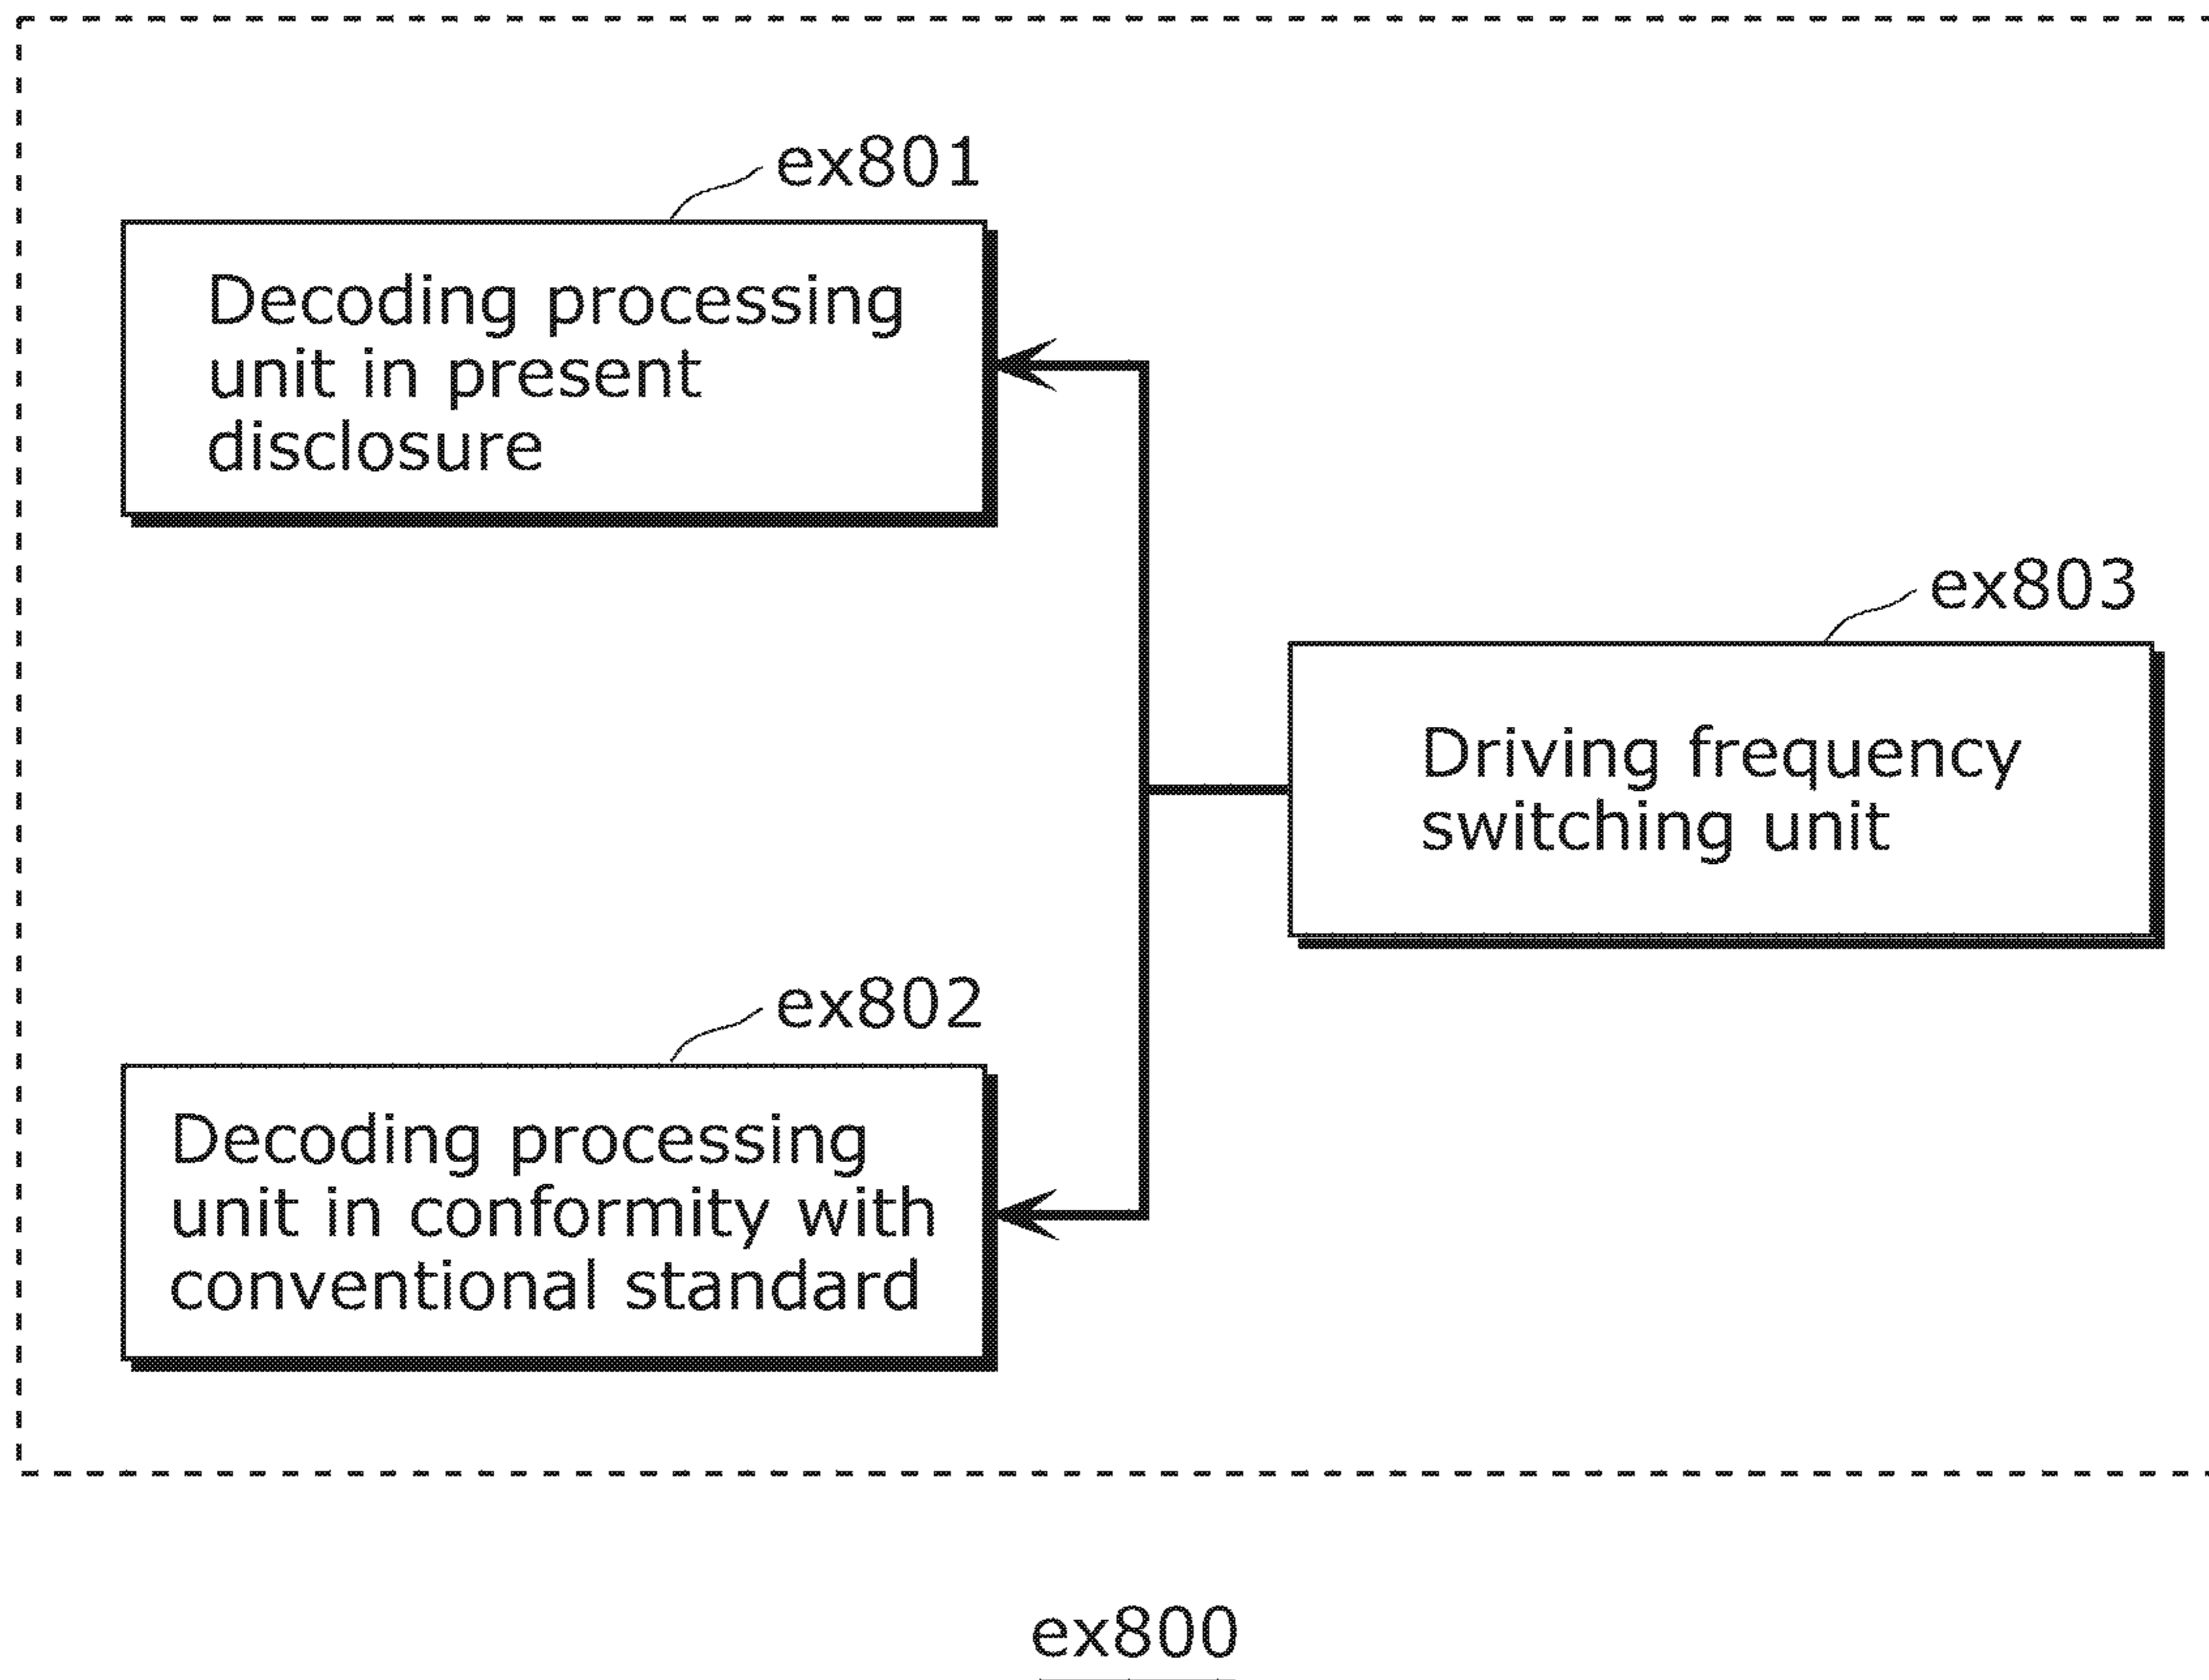 ex801
Decoding processing
unit in present
disclosure
ex803
Driving frequency
switching unit
ex802
Decoding processing
unit in conformity with
conventional standard
ex800